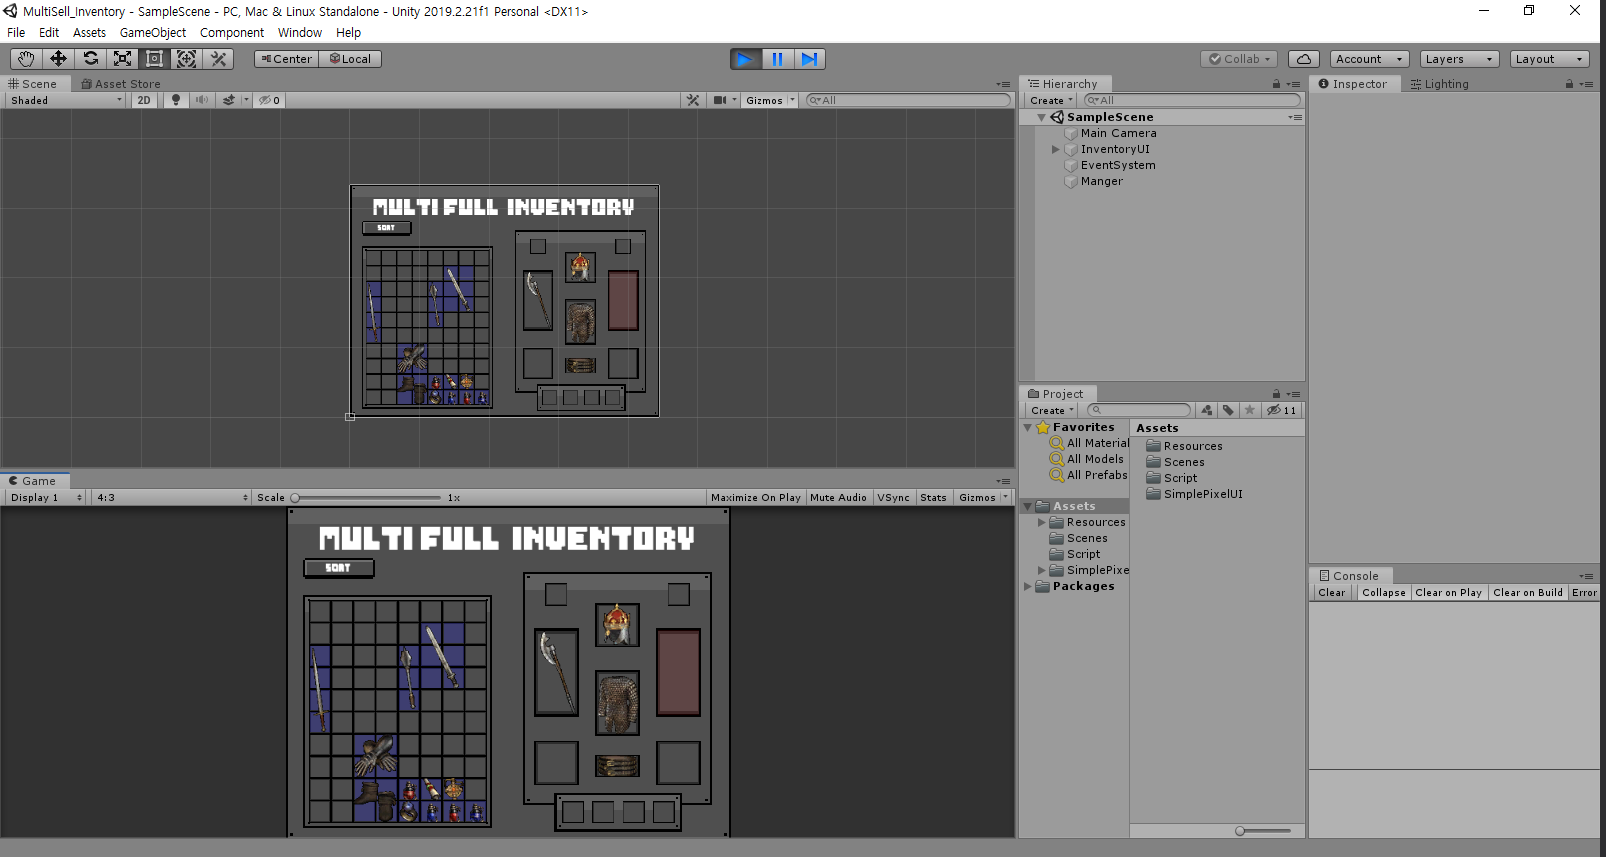 MultiSell_Inventory - SampleScene - PC, Mac & Linux Standalone - Unity 2019.2.21f1 Personal <DX11>
File Edit Assets GameObject Component Window Help
Center Local Collab Account Layers Layout
Scene Asset Store
Shaded 2D 0 Gizmos All
MULTI FULL INVENTORY
SORT
Game
Display 1 4:3 Scale 1x Maximize On Play Mute Audio VSync Stats Gizmos
MULTI FULL INVENTORY
SORT
Hierarchy
Create All
SampleScene
Main Camera
InventoryUI
EventSystem
Manger
Project
Create 11
Favorites
All Material
All Models
All Prefabs
Assets
Resources
Scenes
Script
SimplePixe
Packages
Assets
Resources
Scenes
Script
SimplePixelUI
Inspector Lighting
Console
Clear Collapse Clear on Play Clear on Build Error